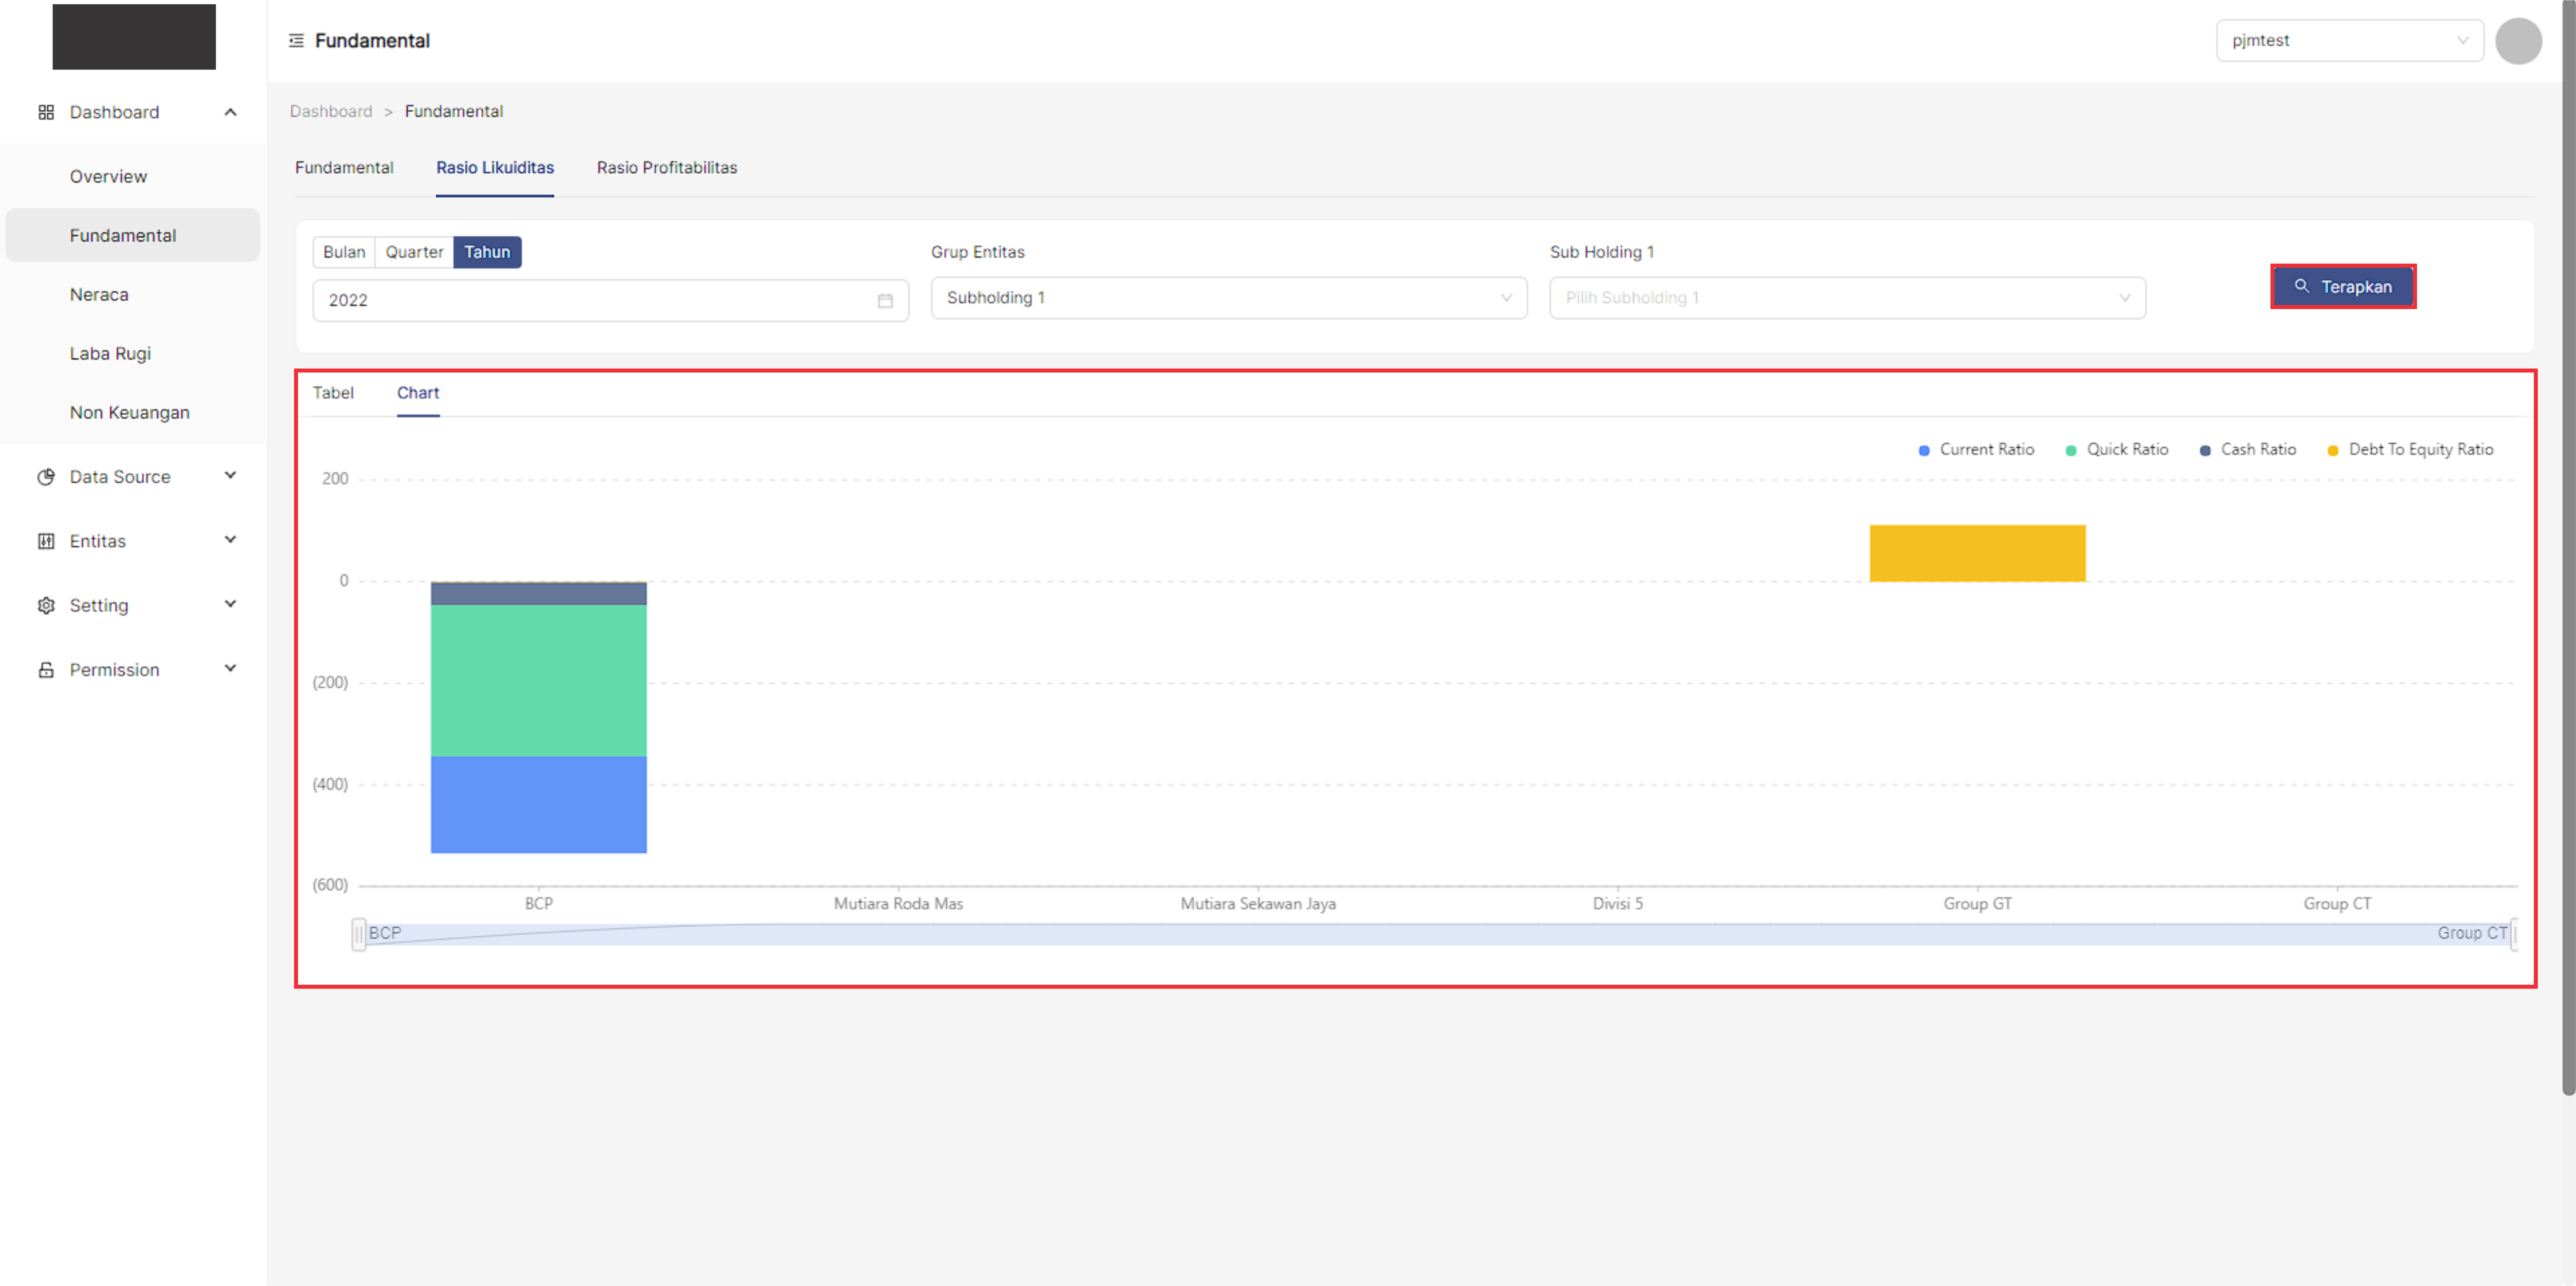 Fundamental
pjmtest
Dashboard
Overview
Fundamental
Neraca
Laba Rugi
Non Keuangan
Data Source
Entitas
Setting
Permission
Dashboard > Fundamental
Fundamental Rasio Likuiditas Rasio Profitabilitas
Bulan Quarter Tahun
2022
Grup Entitas
Subholding 1
Sub Holding 1
Pilih Subholding 1
Terapkan
Tabel Chart
Current Ratio Quick Ratio Cash Ratio Debt To Equity Ratio
200
0
(200)
(400)
(600)
BCP Mutiara Roda Mas Mutiara Sekawan Jaya Divisi 5 Group GT Group CT
BCP Group CT